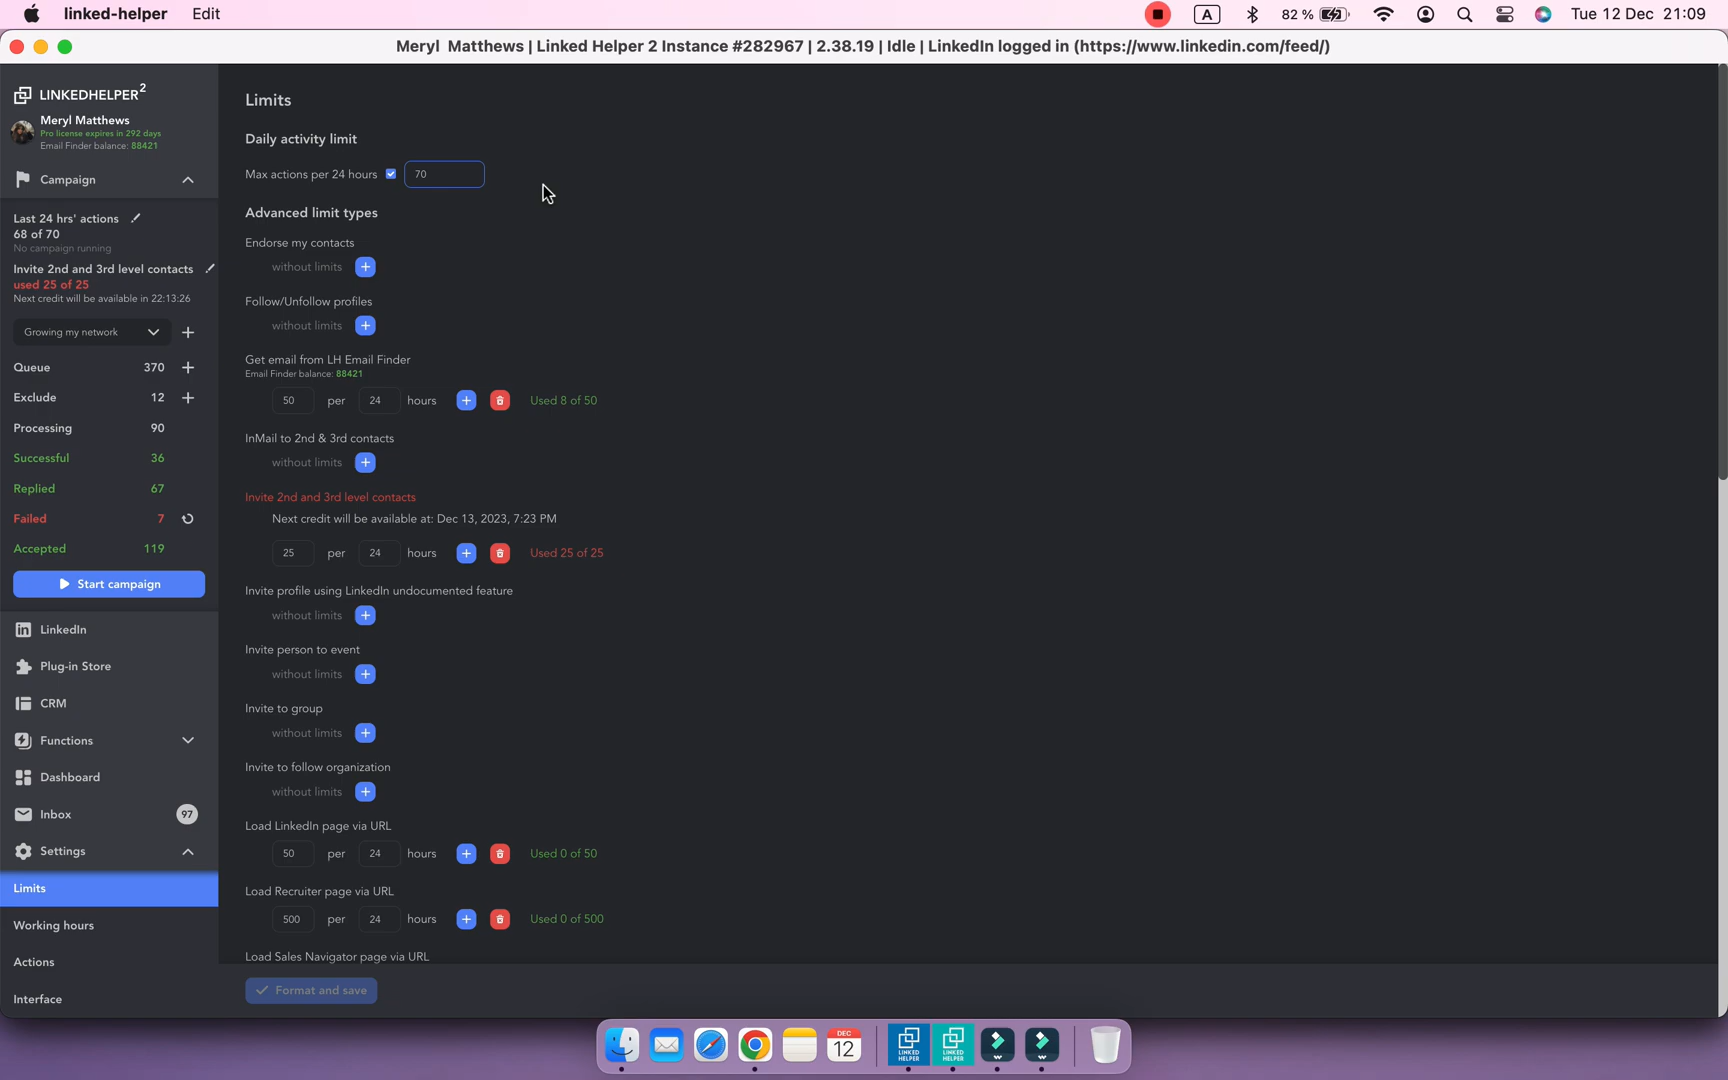 linked-helper Edit A 82 % Tue 12 Dec 21:09
Meryl Matthews | Linked Helper 2 Instance #282967 | 2.38.19 | Idle | LinkedIn logged in (https://www.linkedin.com/feed/)
LINKEDHELPER2
Meryl Matthews
Pro license expires in 292 days
Email Finder balance: 88421
Campaign
Last 24 hrs' actions
68 of 70
No campaign running
Invite 2nd and 3rd level contacts
used 25 of 25
Next credit will be available in 22:13:26
Growing my network
Queue 370
Exclude 12
Processing 90
Successful 36
Replied 67
Failed 7
Accepted 119
Start campaign
LinkedIn
Plug-in Store
CRM
Functions
Dashboard
Inbox 97
Settings
Limits
Working hours
Actions
Interface
Limits
Daily activity limit
Max actions per 24 hours 70
Advanced limit types
Endorse my contacts
without limits
Follow/Unfollow profiles
without limits
Get email from LH Email Finder
Email Finder balance: 88421
50 per 24 hours Used 8 of 50
InMail to 2nd & 3rd contacts
without limits
Invite 2nd and 3rd level contacts
Next credit will be available at: Dec 13, 2023, 7:23 PM
25 per 24 hours Used 25 of 25
Invite profile using LinkedIn undocumented feature
without limits
Invite person to event
without limits
Invite to group
without limits
Invite to follow organization
without limits
Load LinkedIn page via URL
50 per 24 hours Used 0 of 50
Load Recruiter page via URL
500 per 24 hours Used 0 of 500
Load Sales Navigator page via URL
Format and save
DEC
12
LINKED
HELPER
LINKED
HELPER